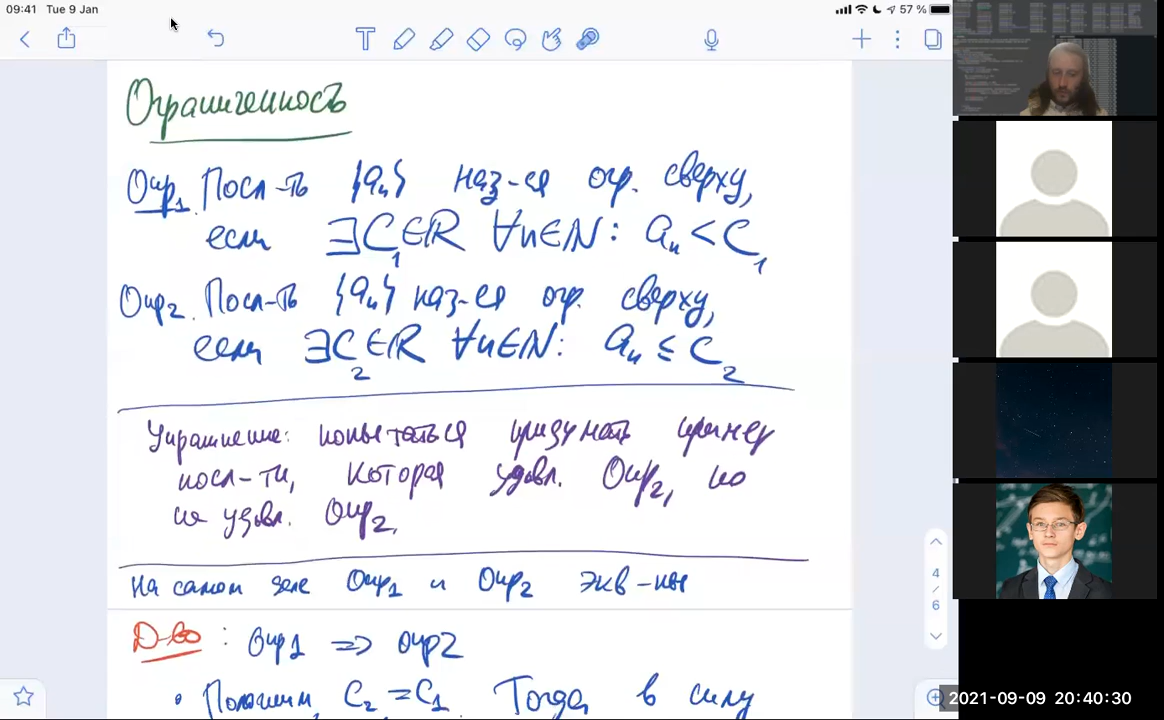 09:41 Tue 9 Jan
57 %
Ограниченность
Опр1. Посл-ть {aₙ} наз-ся огр. сверху,
если ∃C₁∈ℝ ∀n∈ℕ: aₙ < C₁
Опр2. Посл-ть {aₙ} наз-ся огр. сверху,
если ∃C₂∈ℝ ∀n∈ℕ: aₙ ≤ C₂
Упражнение: попытаться придумать пример
посл-ти, которая удовл. Опр2, но
не удовл. Опр2.
На самом деле Опр1 и Опр2 экв-ны
4
/
6
Д-во: Опр1 ⇒ опр2
• Положим, C₂ = C₁. Тогда в силу
2021-09-09 20:40:30